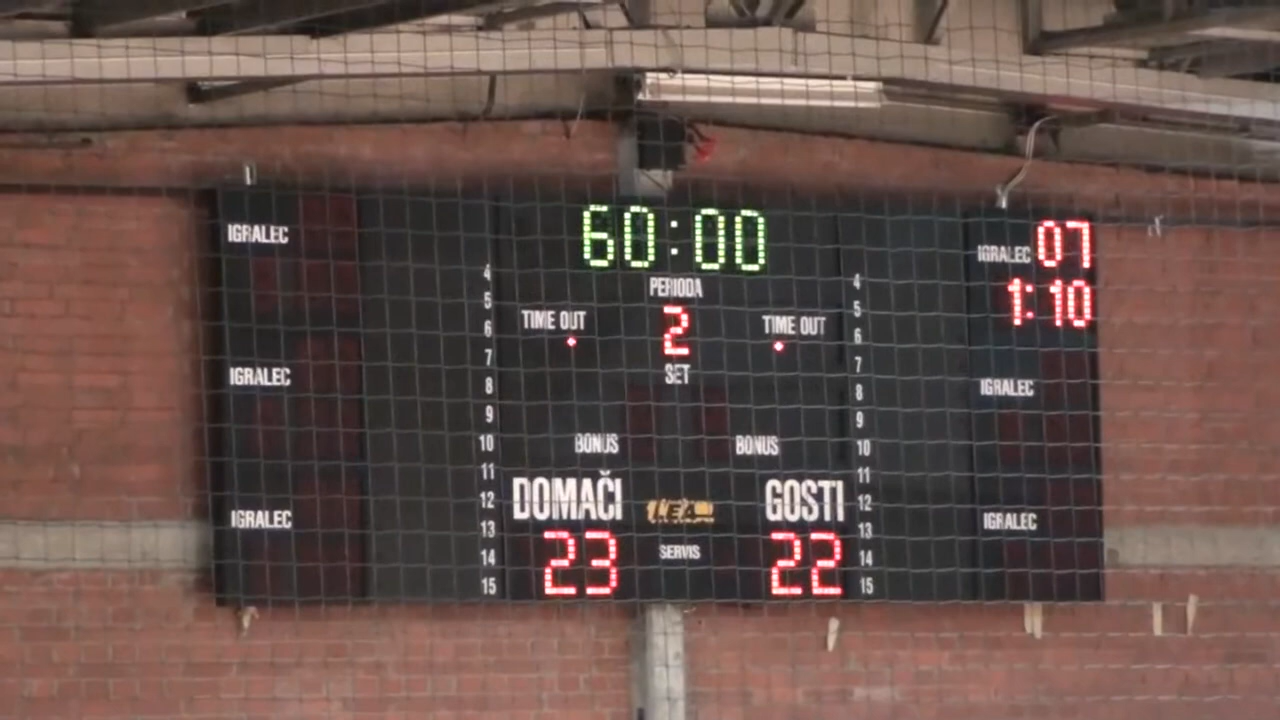 60:00
IGRALEC
IGRALEC 07
1:10
PERIODA
TIME OUT 2 TIME OUT
SET
IGRALEC
IGRALEC
BONUS BONUS
DOMAČI LEA GOSTI
IGRALEC
IGRALEC
23 SERVIS 22
4
5
6
7
8
9
10
11
12
13
14
15
4
5
6
7
8
9
10
11
12
13
14
15